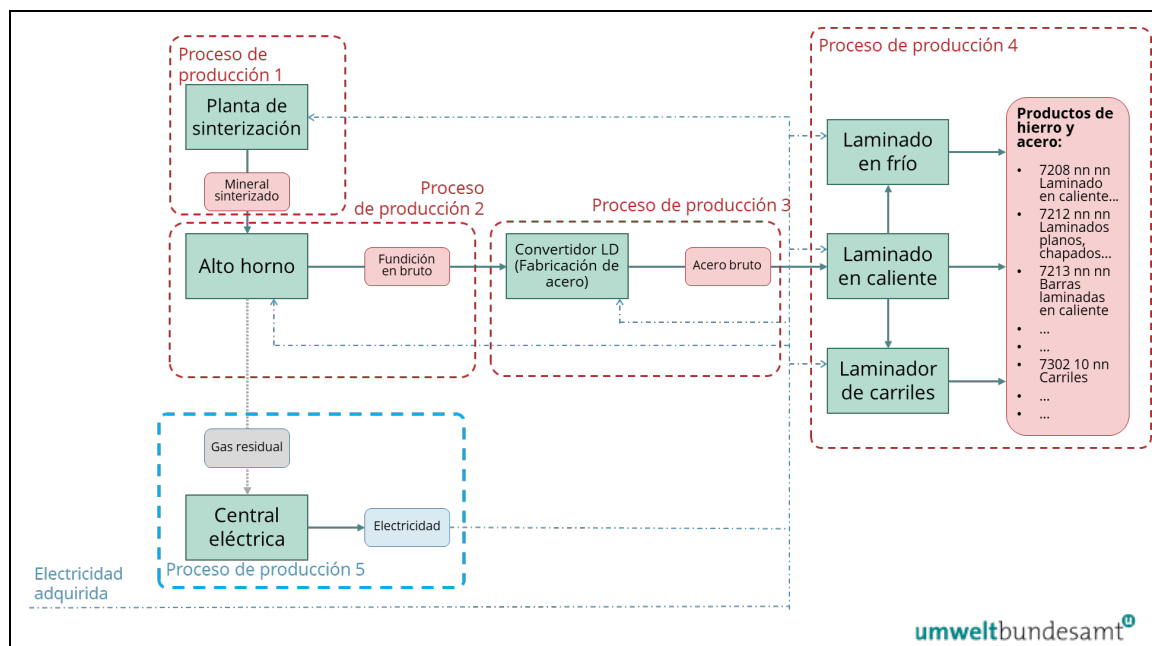 Proceso de
producción 1
Planta de
sinterización
Mineral
sinterizado
Proceso
de producción 2
Alto horno
Fundición
en bruto
Proceso de producción 3
Convertidor LD
(Fabricación de
acero)
Acero bruto
Proceso de producción 4
Laminado
en frío
Laminado
en caliente
Laminador
de carriles
Productos de
hierro y
acero:
• 7208 nn nn
Laminado
en caliente...
• 7212 nn nn
Laminados
planos,
chapados...
• 7213 nn nn
Barras
laminadas
en caliente
• ...
• ...
• 7302 10 nn
Carriles
• ...
• ...
Gas residual
Central
eléctrica
Electricidad
Proceso de producción 5
Electricidad
adquirida
umweltbundesamt
u